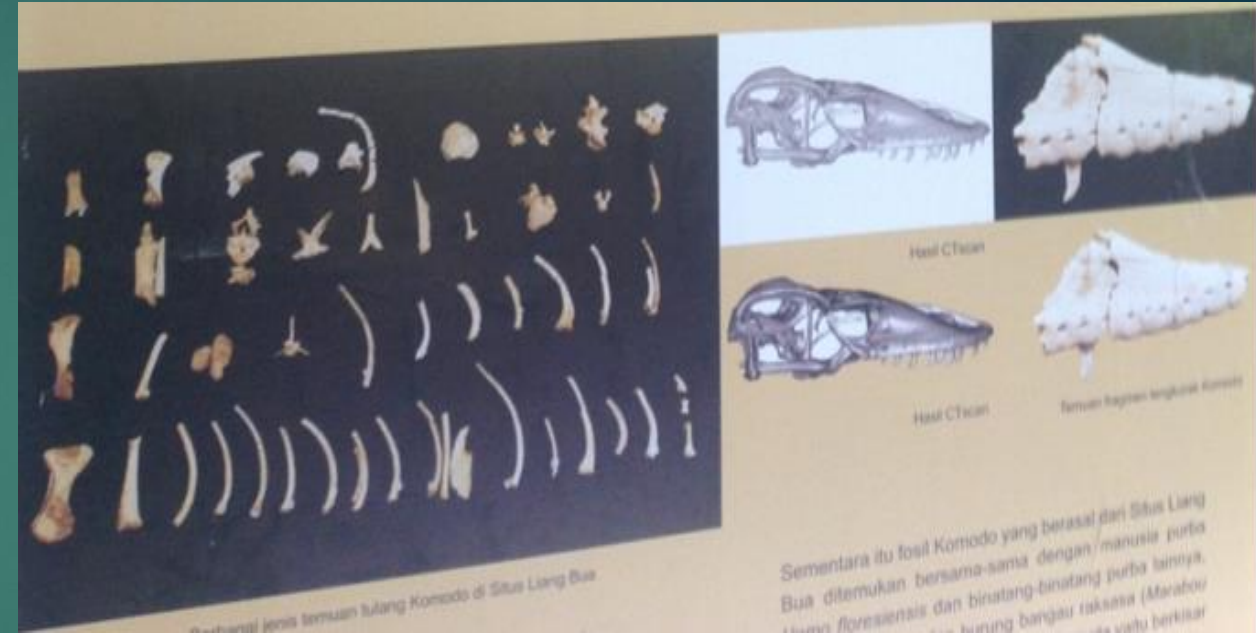 Hasil CTscan
Hasil CTscan
Temuan fragmen tengkorak Komodo
Berbagai jenis temuan tulang Komodo di Situs Liang Bua
Sementara itu fosil Komodo yang berasal dari Situs Liang
Bua ditemukan bersama-sama dengan manusia purba
Homo floresiensis dan binatang-binatang purba lainnya,
burung bangau raksasa (Marabou
yaitu berkisar